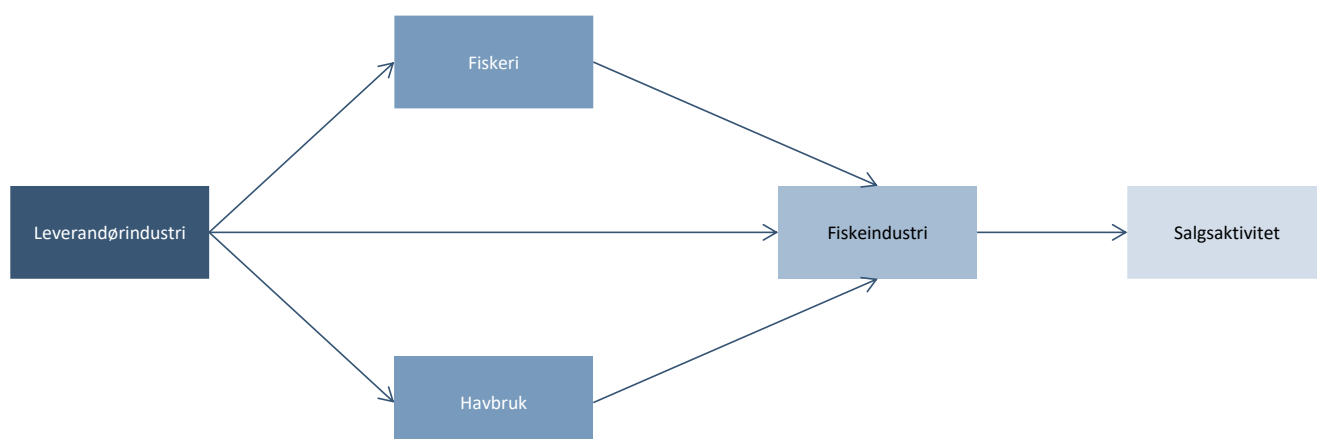 Fiskeri
Leverandørindustri
Fiskeindustri
Salgsaktivitet
Havbruk